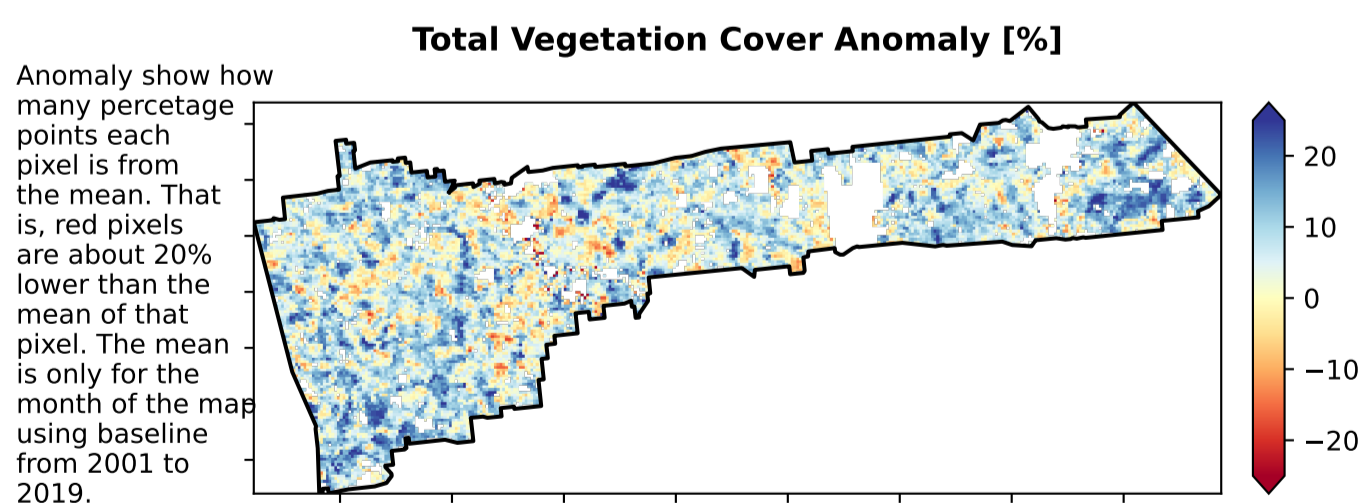 Total Vegetation Cover Anomaly [%]
Anomaly show how
many percetage
points each
pixel is from
the mean. That
is, red pixels
are about 20%
lower than the
mean of that
pixel. The mean
is only for the
month of the map
using baseline
from 2001 to
2019.
20
10
0
−10
−20